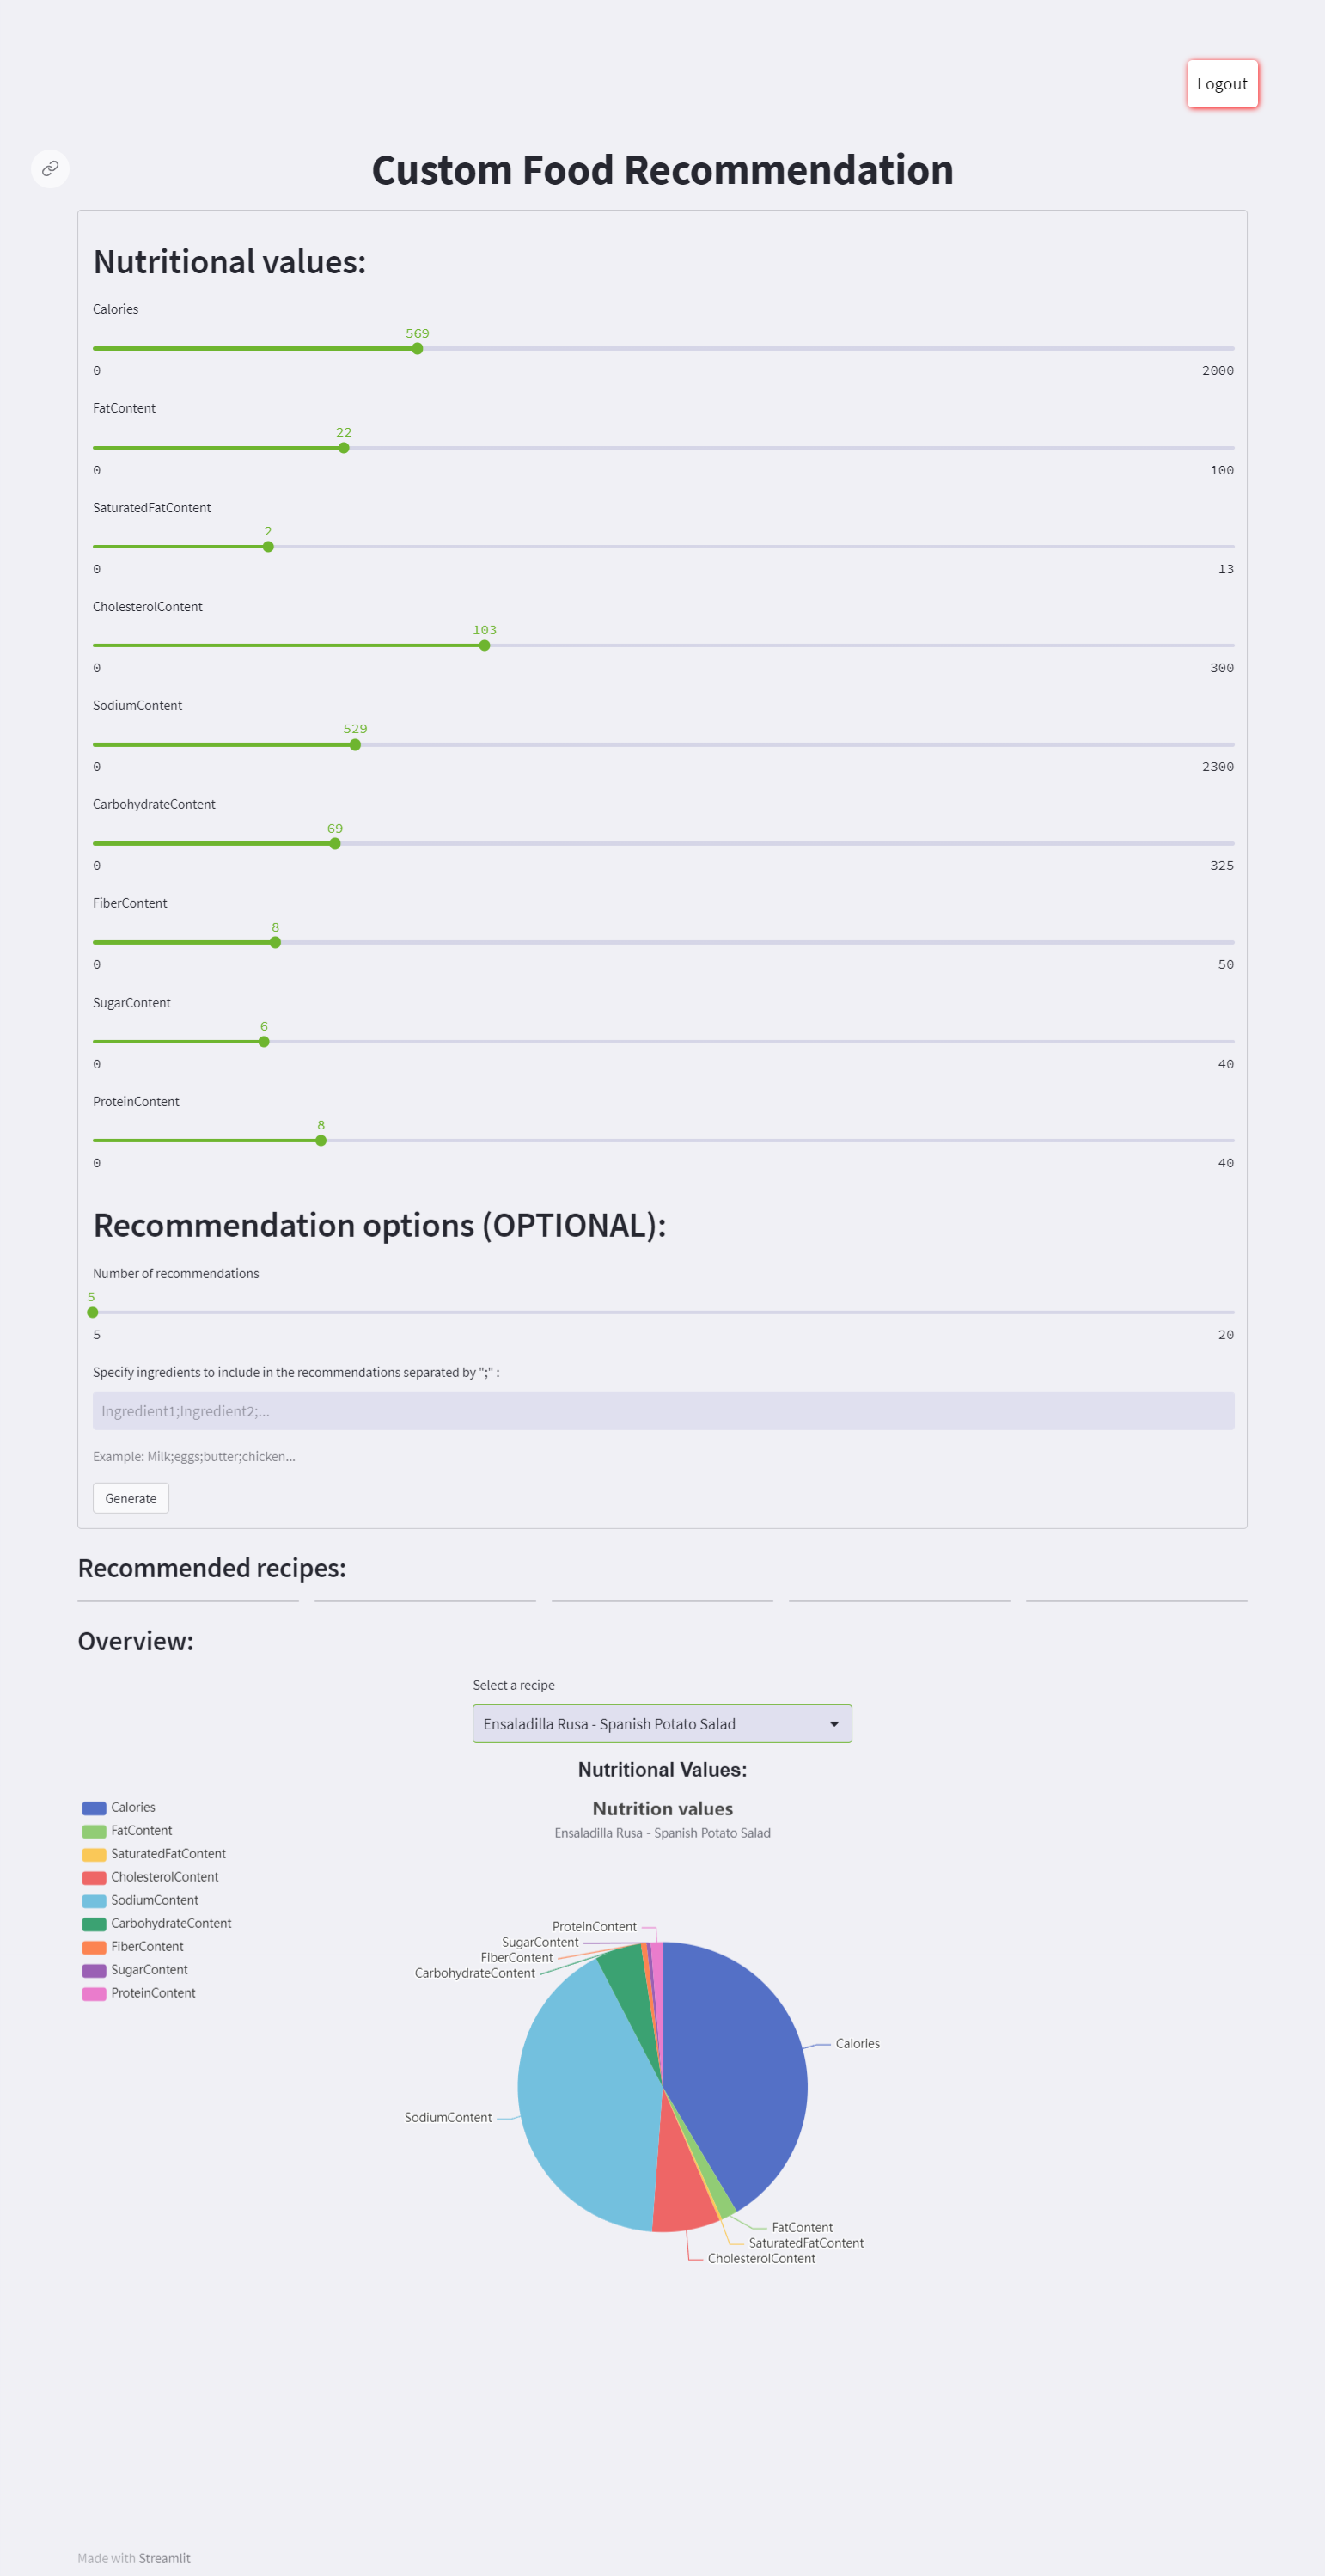 Logout
Custom Food Recommendation
Nutritional values:
Calories
569
0 2000
FatContent
22
0 100
SaturatedFatContent
2
0 13
CholesterolContent
103
0 300
SodiumContent
529
0 2300
CarbohydrateContent
69
0 325
FiberContent
8
0 50
SugarContent
6
0 40
ProteinContent
8
0 40
Recommendation options (OPTIONAL):
Number of recommendations
5
5 20
Specify ingredients to include in the recommendations separated by ";" :
Ingredient1;Ingredient2;...
Example: Milk;eggs;butter;chicken...
Generate
Recommended recipes:
Overview:
Select a recipe
Ensaladilla Rusa - Spanish Potato Salad
Nutritional Values:
Nutrition values
Ensaladilla Rusa - Spanish Potato Salad
Calories
FatContent
SaturatedFatContent
CholesterolContent
SodiumContent
CarbohydrateContent
FiberContent
SugarContent
ProteinContent
ProteinContent
SugarContent
FiberContent
CarbohydrateContent
Calories
SodiumContent
FatContent
SaturatedFatContent
CholesterolContent
Made with Streamlit